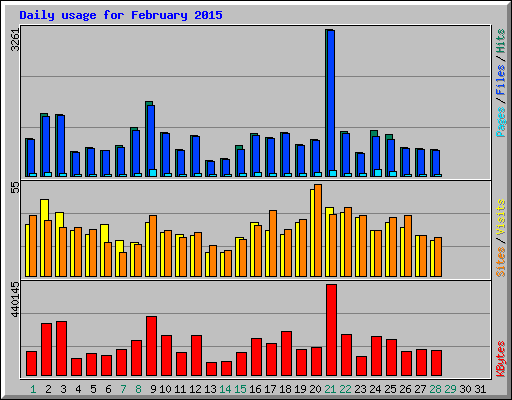 Daily usage for February 2015
3261
Pages / Files / Hits
55
Sites / Visits
440145
KBytes
1 2 3 4 5 6 7 8 9 10 11 12 13 14 15 16 17 18 19 20 21 22 23 24 25 26 27 28 29 30 31